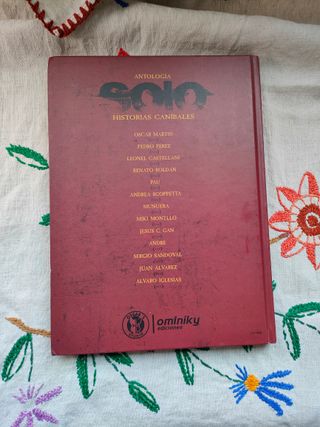 ANTOLOGIA
SOLO
HISTORIAS CANIBALES
OSCAR MARTIN
PEDRO PEREZ
LEONEL CASTELLANI
RENATO ROLDAN
PAU
ANDREA SCOPPETTA
MUNUERA
MIKI MONTLLO
JESUS C. GAN
ANDRE
SERGIO SANDOVAL
JUAN ALVAREZ
ALVARO IGLESIAS
ominiky
ediciones